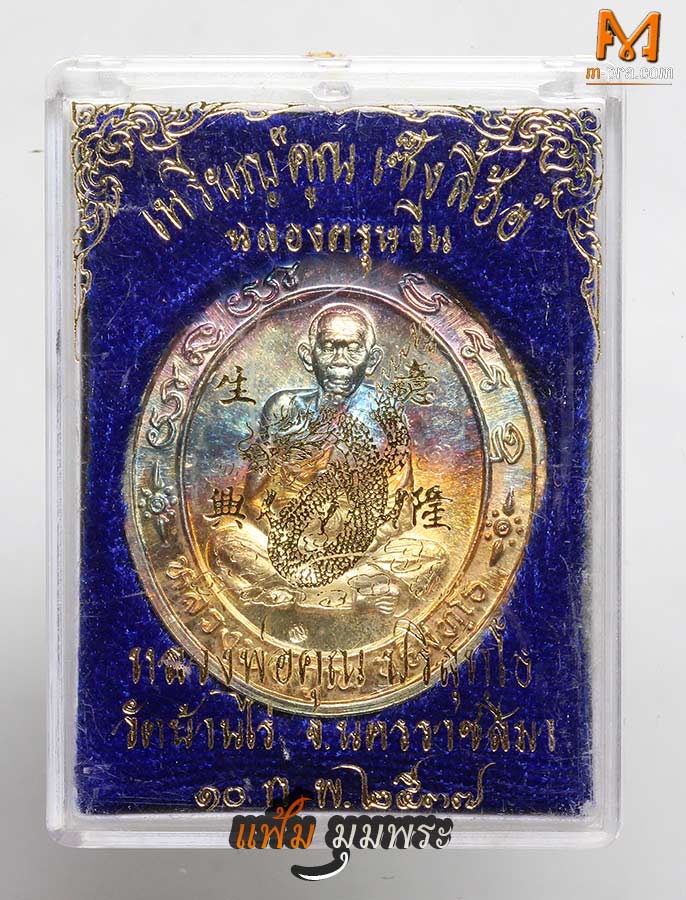 m-pra.com
เหรียญ"คูณ เซ็งลี้ฮ้อ"
ฉลองตรุษจีน
生 意
興 隆
หลวงพ่อคูณ ปริสุทโธ
วัดบ้านไร่ จ.นครราชสีมา
๑๐ ก.พ.๒๕๓๗
แฟ้ม มุมพระ